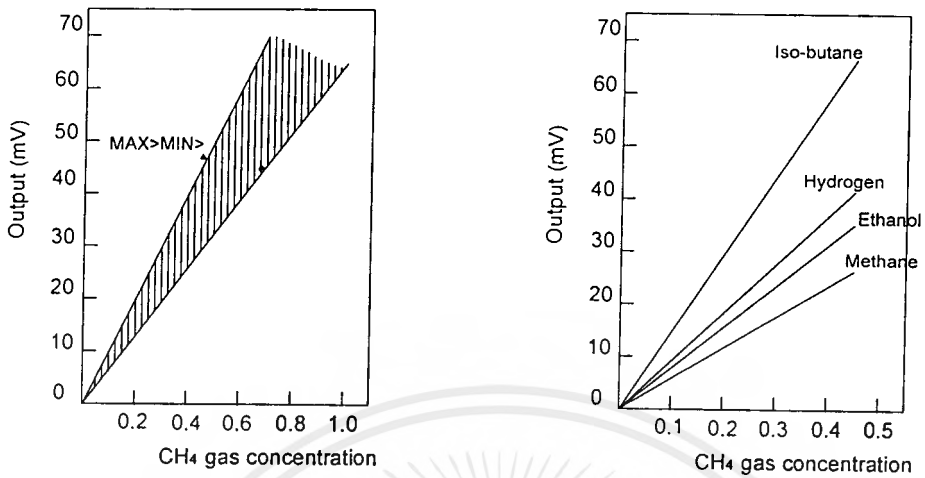 70
60
50
40
30
20
10
0
Output (mV)
MAX>MIN>
0.2 0.4 0.6 0.8 1.0
CH₄ gas concentration
70
60
50
40
30
20
10
0
Output (mV)
Iso-butane
Hydrogen
Ethanol
Methane
0.1 0.2 0.3 0.4 0.5
CH₄ gas concentration